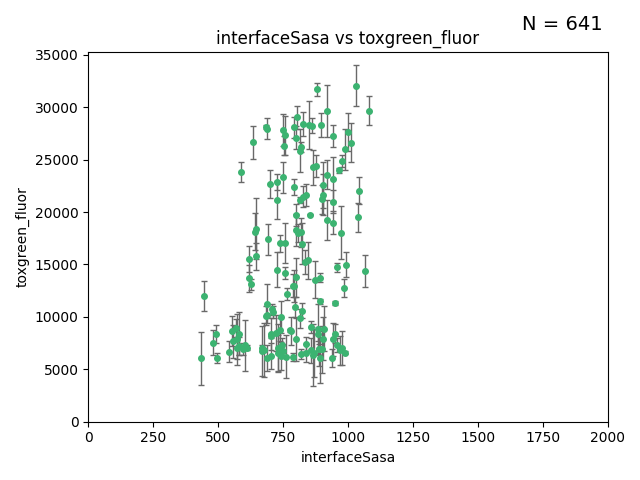 N = 641
interfaceSasa vs toxgreen_fluor
toxgreen_fluor
35000
30000
25000
20000
15000
10000
5000
0
0 250 500 750 1000 1250 1500 1750 2000
interfaceSasa